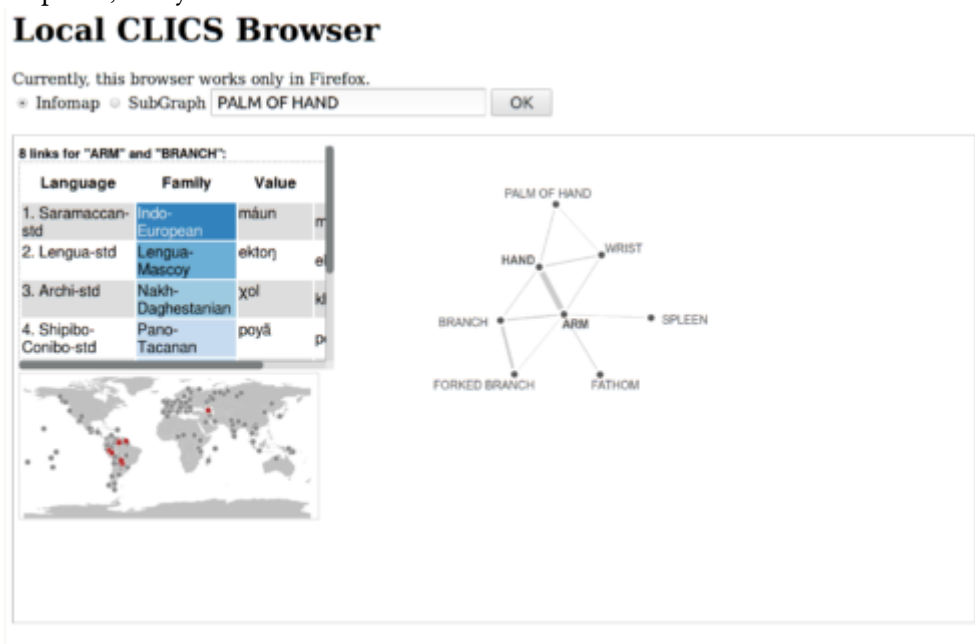 Local CLICS Browser
Currently, this browser works only in Firefox.
Infomap SubGraph PALM OF HAND OK
8 links for "ARM" and "BRANCH":
Language Family Value
1. Saramaccan-std Indo-European máun
2. Lengua-std Lengua-Mascoy ektoŋ
3. Archi-std Nakh-Daghestanian χol
4. Shipibo-Conibo-std Pano-Tacanan poyã
PALM OF HAND
WRIST
HAND
BRANCH
ARM
SPLEEN
FORKED BRANCH
FATHOM